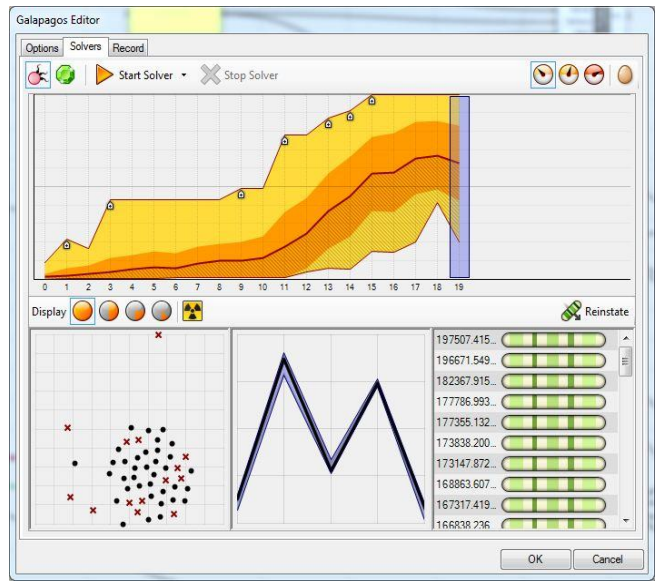 Galapagos Editor
Options Solvers Record
Start Solver Stop Solver
0 1 2 3 4 5 6 7 8 9 10 11 12 13 14 15 16 17 18 19
Display Reinstate
197507.415...
196671.549...
182367.915...
177786.993...
177355.132...
173838.200...
173147.872...
168863.607...
167317.419...
166838.236
OK Cancel